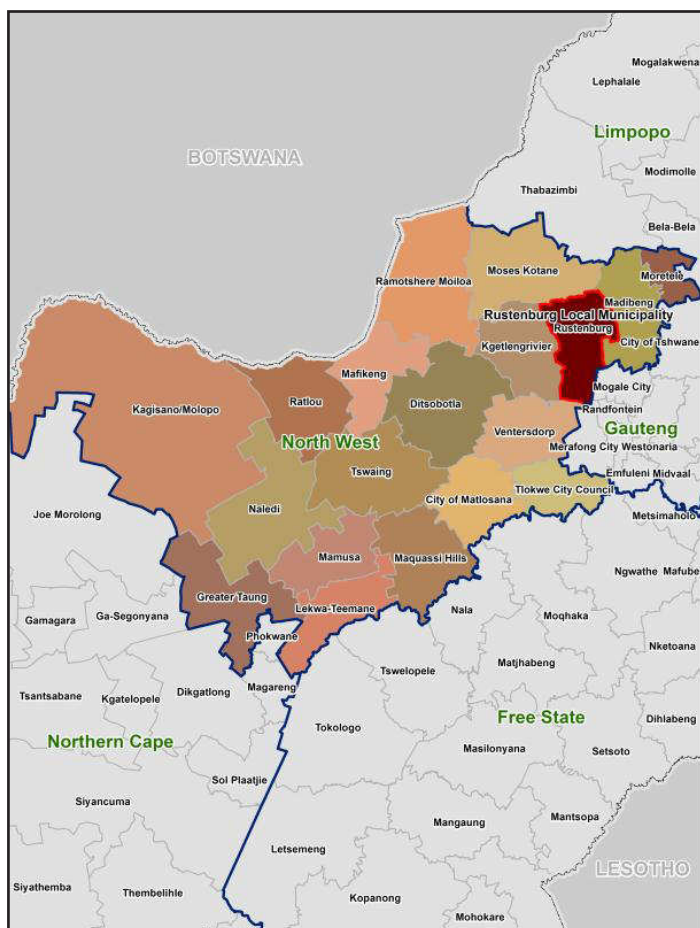 Mogalakwena
Lephalale
Limpopo
BOTSWANA
Modimolle
Thabazimbi
Bela-Bela
Ramotshere Moiloa
Moses Kotane
Moretele
Madibeng
Rustenburg Local Municipality
Rustenburg
City of Tshwane
Kgetlengrivier
Mafikeng
Mogale City
Kagisano/Molopo
Ratlou
Ditsobotla
Randfontein
Gauteng
North West
Ventersdorp
Merafong City Westonaria
Tswaing
Emfuleni Midvaal
City of Matlosana
Tlokwe City Council
Naledi
Metsimaholo
Joe Morolong
Mamusa
Maquassi Hills
Ngwathe Mafube
Greater Taung
Lekwa-Teemane
Nala
Moqhaka
Gamagara
Ga-Segonyana
Phokwane
Nketoana
Tswelopele
Matjhabeng
Tsantsabane
Kgatelopele
Dikgatlong
Magareng
Tokologo
Free State
Dihlabeng
Northern Cape
Masilonyana
Setsoto
Sol Plaatjie
Siyancuma
Mangaung
Mantsopa
Letsemeng
LESOTHO
Siyathemba
Thembelihle
Kopanong
Mohokare